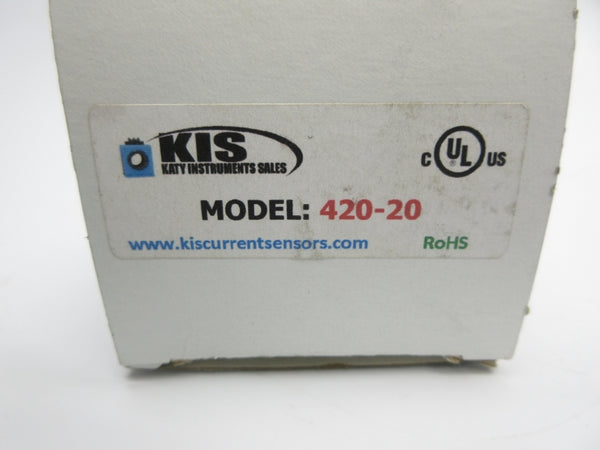 KIS
KATY INSTRUMENTS SALES
c UL US
MODEL: 420-20
www.kiscurrentsensors.com
RoHS